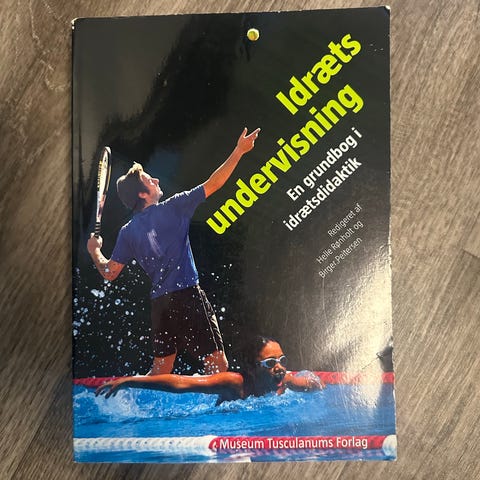 Idræts
undervisning
En grundbog i
idrætsdidaktik
Redigeret af
Helle Rønholt og
Birger Peitersen
Museum Tusculanums Forlag